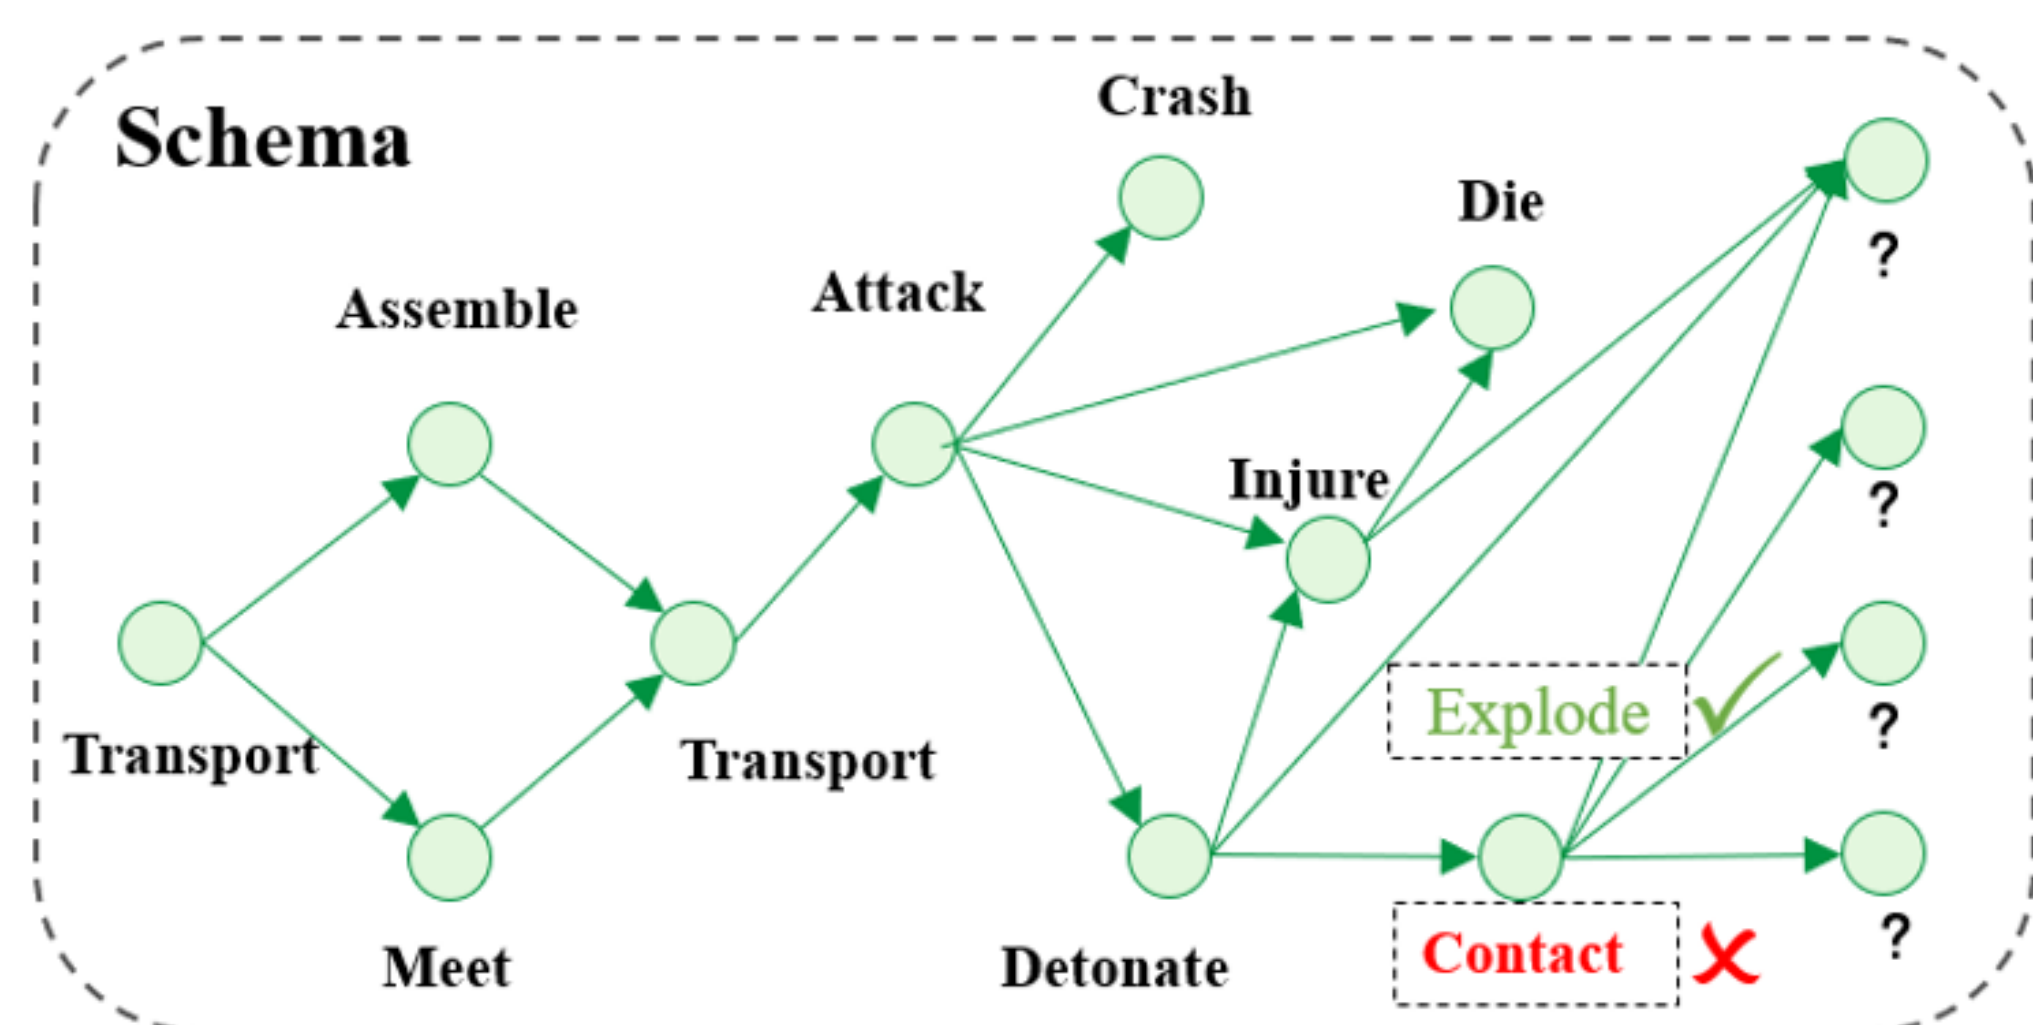 Schema
Crash
Die
?
Attack
Assemble
Injure
?
Explode
?
Transport
Transport
Meet
Detonate
Contact
?